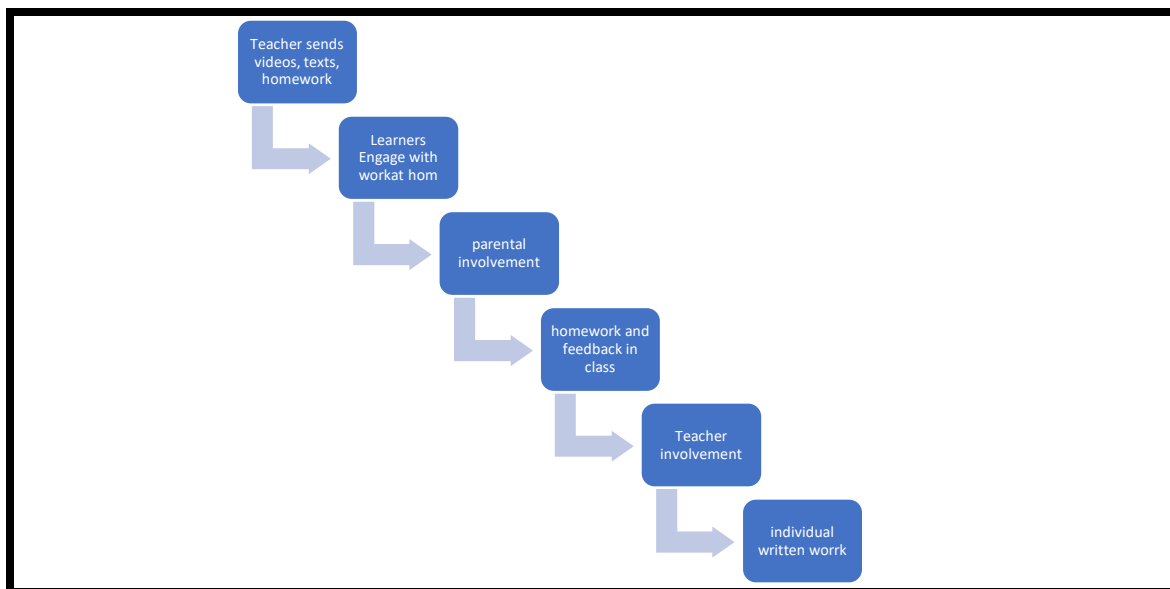 Teacher sends
videos, texts,
homework
Learners
Engage with
workat hom
parental
involvement
homework and
feedback in
class
Teacher
involvement
individual
written worrk